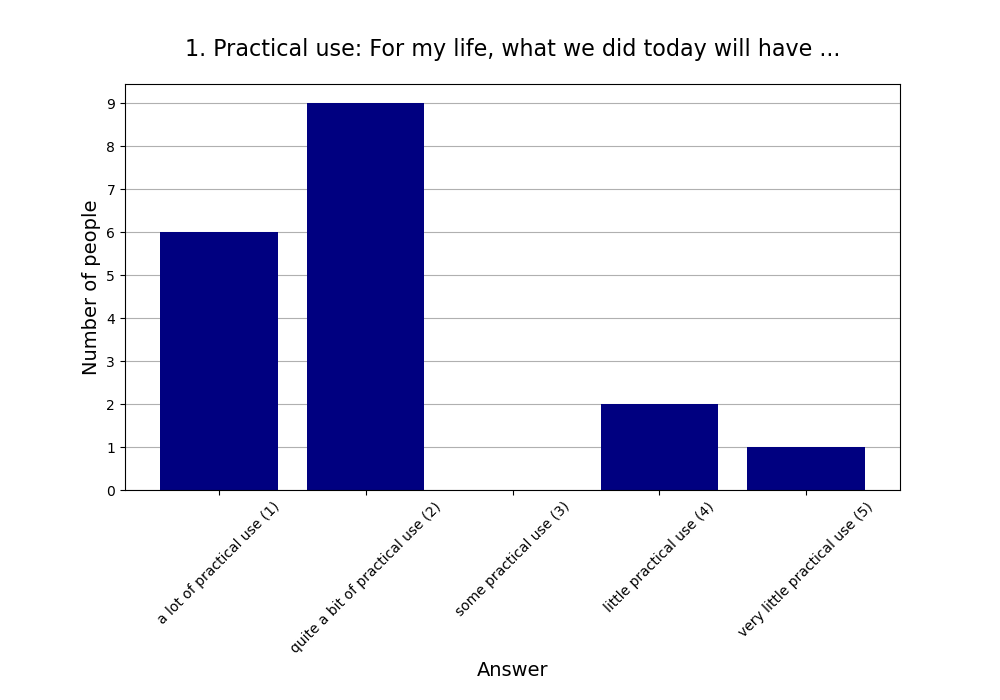 1. Practical use: For my life, what we did today will have ...
Number of people
9
8
7
6
5
4
3
2
1
0
a lot of practical use (1)
quite a bit of practical use (2)
some practical use (3)
little practical use (4)
very little practical use (5)
Answer